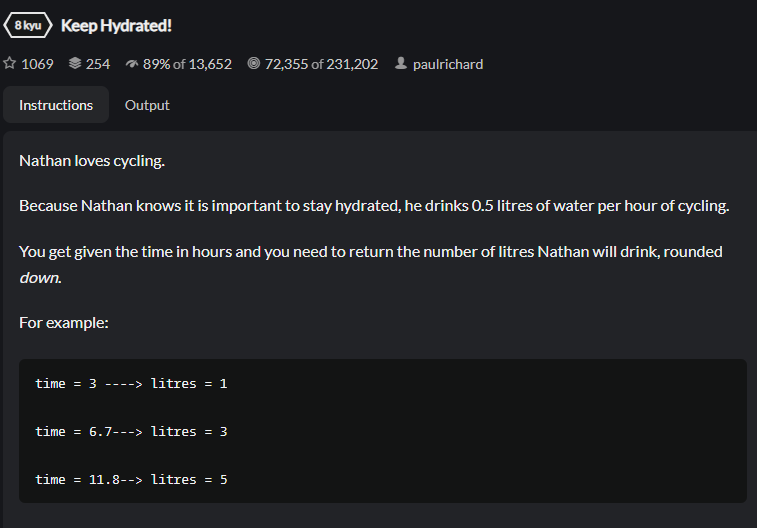 8 kyu Keep Hydrated!
1069 254 89% of 13,652 72,355 of 231,202 paulrichard
Instructions Output
Nathan loves cycling.
Because Nathan knows it is important to stay hydrated, he drinks 0.5 litres of water per hour of cycling.
You get given the time in hours and you need to return the number of litres Nathan will drink, rounded
down.
For example:
time = 3 ----> litres = 1
time = 6.7---> litres = 3
time = 11.8--> litres = 5